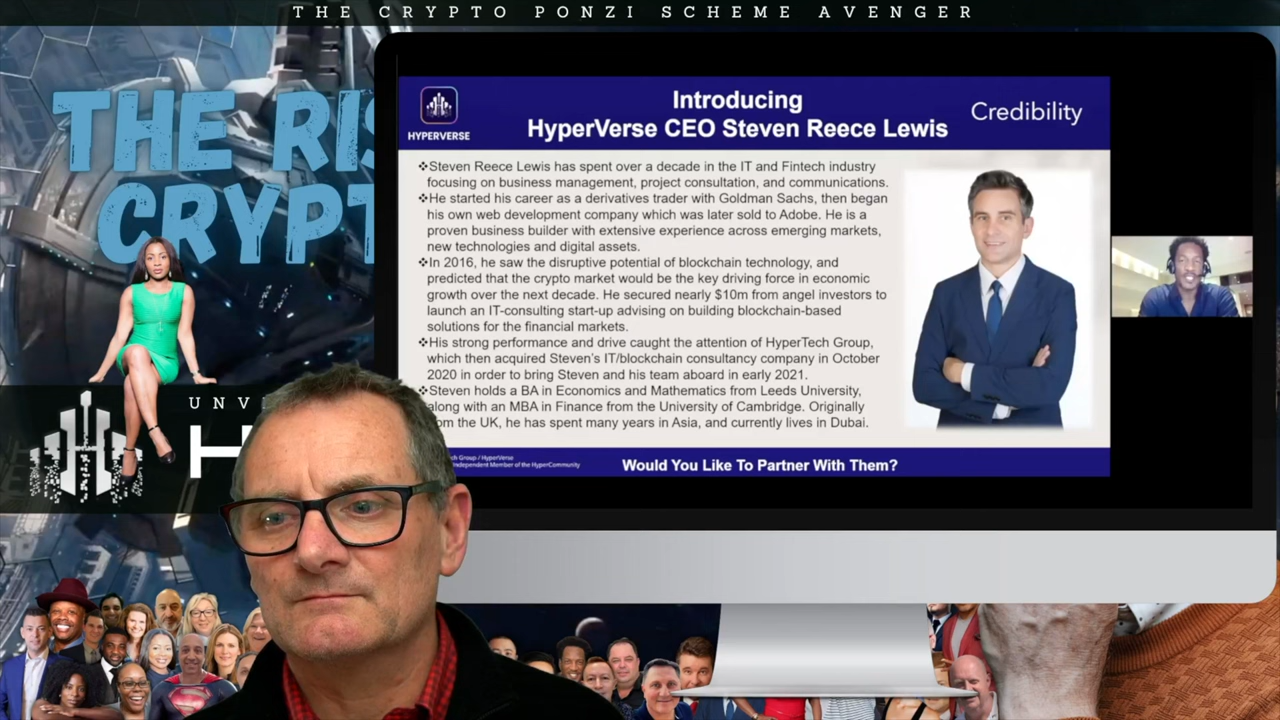 THE CRYPTO PONZI SCHEME AVENGER
THE RIS
CRYPT
UNV
H
HYPERVERSE
Introducing
HyperVerse CEO Steven Reece Lewis
Credibility
❖Steven Reece Lewis has spent over a decade in the IT and Fintech industry
focusing on business management, project consultation, and communications.
❖He started his career as a derivatives trader with Goldman Sachs, then began
his own web development company which was later sold to Adobe. He is a
proven business builder with extensive experience across emerging markets,
new technologies and digital assets.
❖In 2016, he saw the disruptive potential of blockchain technology, and
predicted that the crypto market would be the key driving force in economic
growth over the next decade. He secured nearly $10m from angel investors to
launch an IT-consulting start-up advising on building blockchain-based
solutions for the financial markets.
❖His strong performance and drive caught the attention of HyperTech Group,
which then acquired Steven's IT/blockchain consultancy company in October
2020 in order to bring Steven and his team aboard in early 2021.
❖Steven holds a BA in Economics and Mathematics from Leeds University,
along with an MBA in Finance from the University of Cambridge. Originally
om the UK, he has spent many years in Asia, and currently lives in Dubai.
ch Group / HyperVerse
Independent Member of the HyperCommunity
Would You Like To Partner With Them?